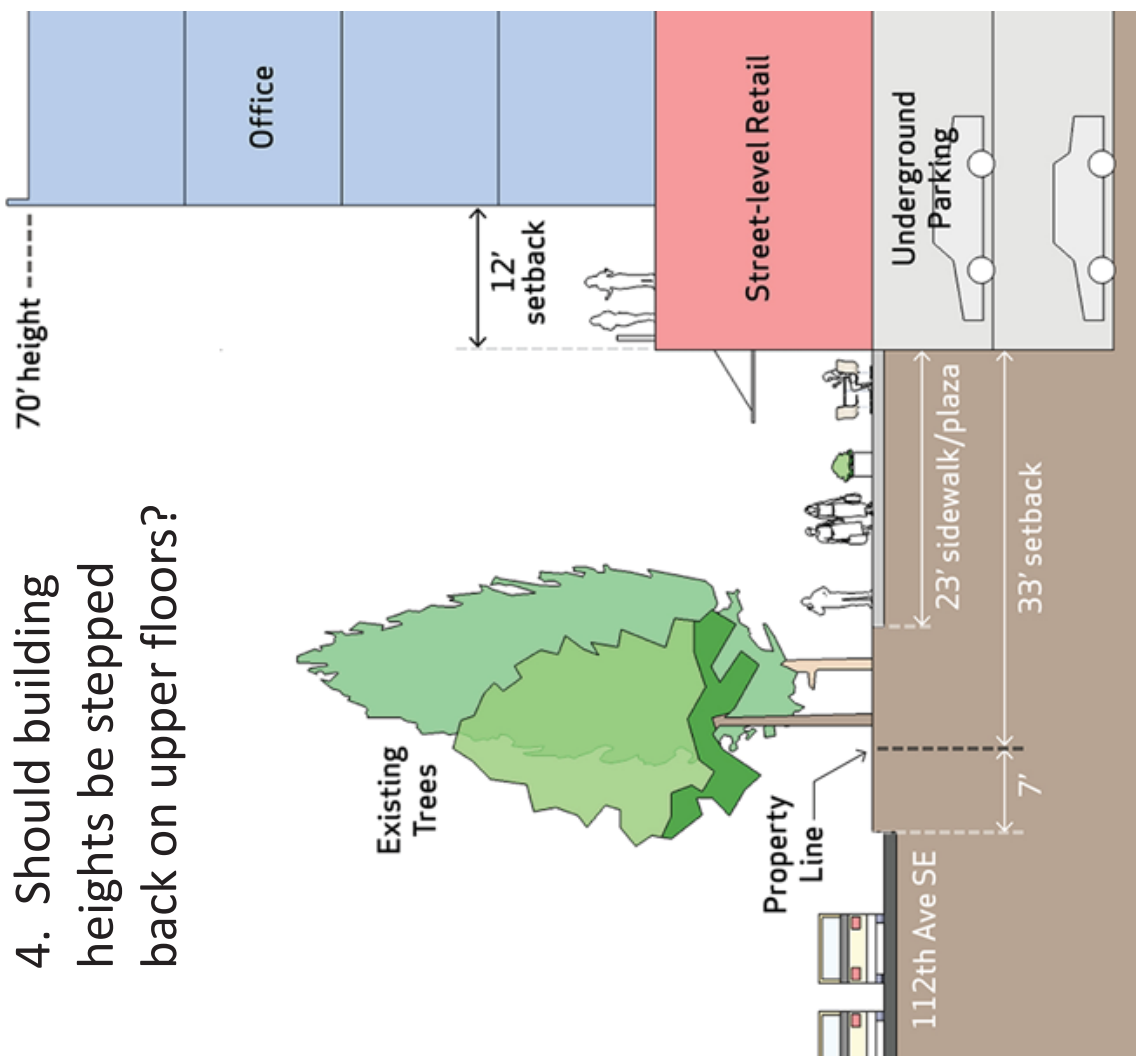 4. Should building
heights be stepped
back on upper floors?
70' height
Office
12'
setback
Street-level Retail
Underground
Parking
Existing
Trees
Property
Line
23' sidewalk/plaza
33' setback
7'
112th Ave SE